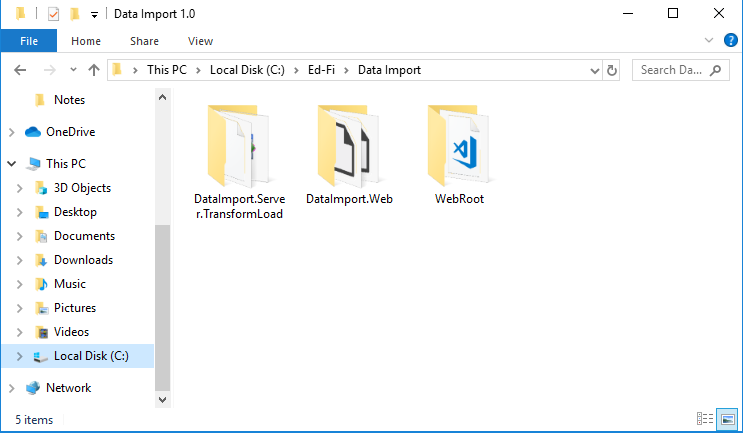 Data Import 1.0
File Home Share View
This PC Local Disk (C:) Ed-Fi Data Import
Search Da...
Notes
OneDrive
This PC
3D Objects
Desktop
Documents
Downloads
Music
Pictures
Videos
Local Disk (C:)
Network
DataImport.Serve
r.TransformLoad
DataImport.Web
WebRoot
5 items